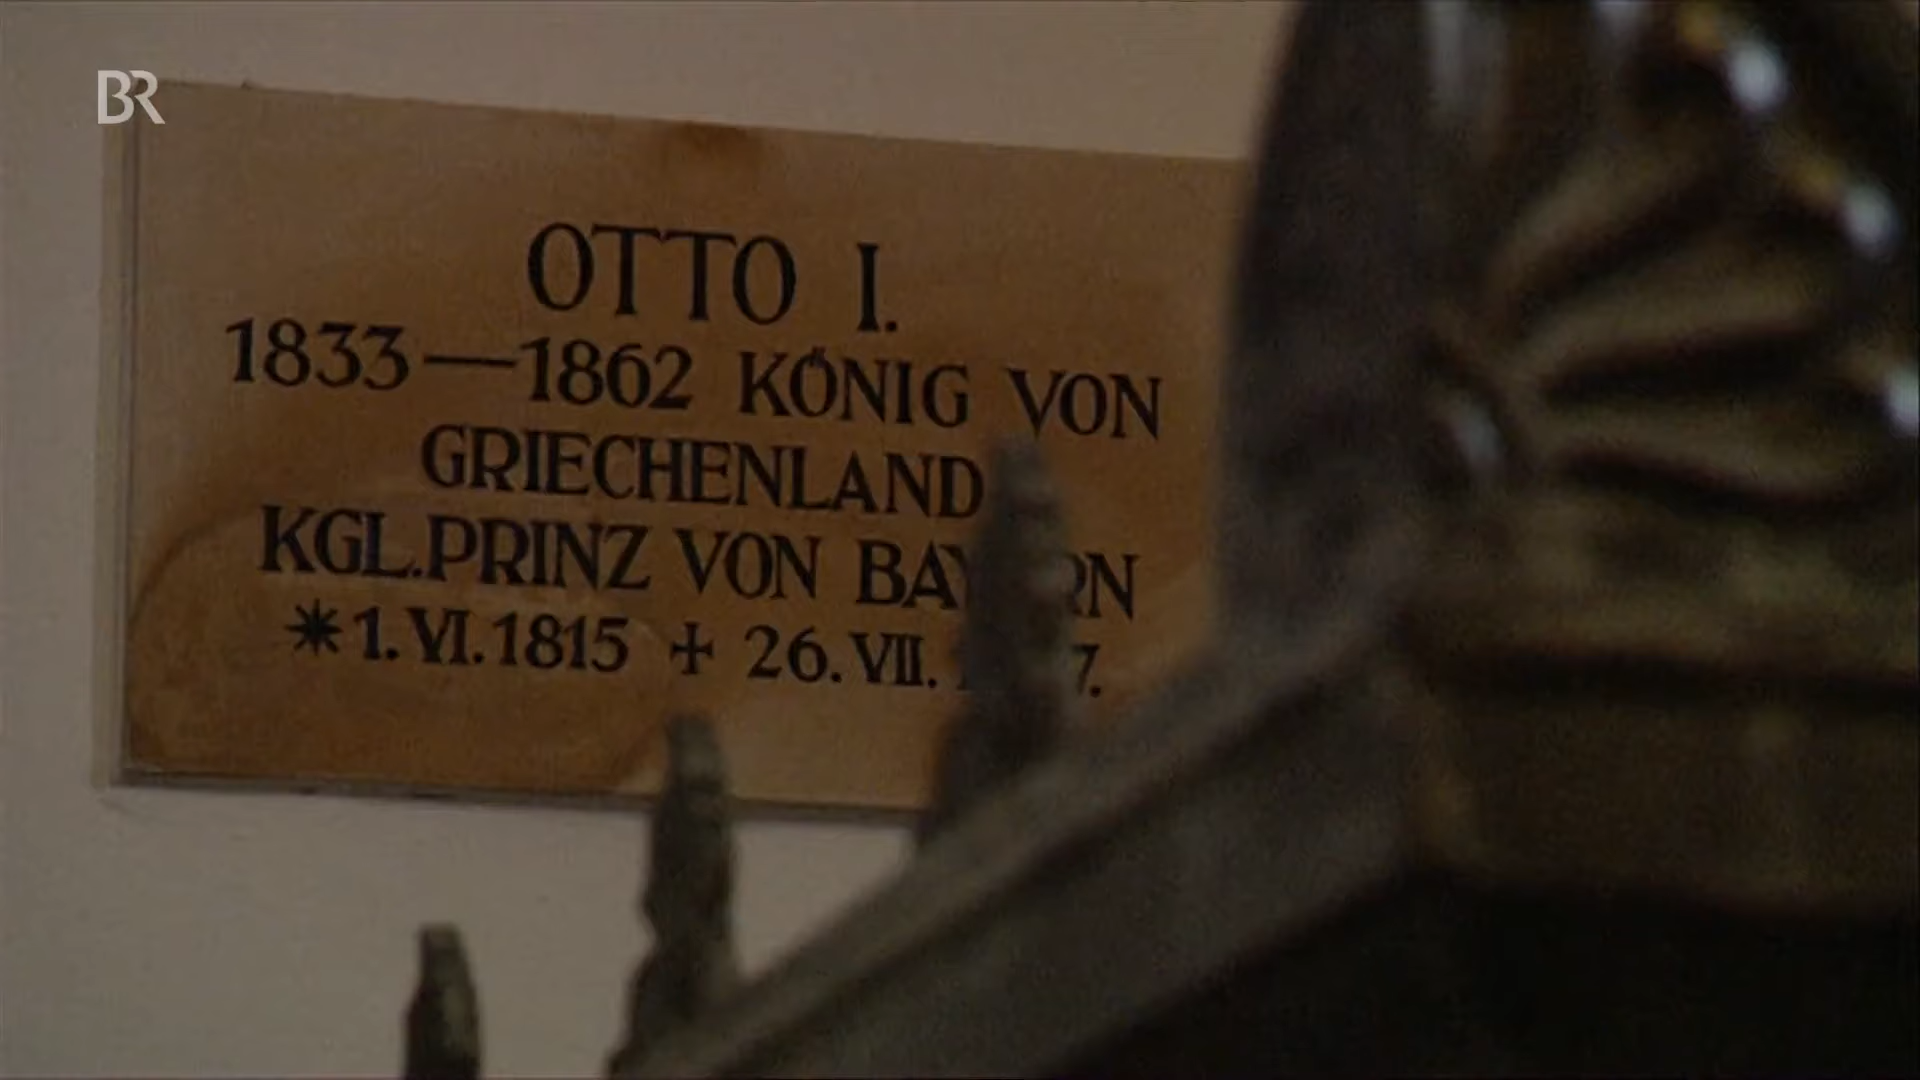 BR
OTTO I.
1833—1862 KÖNIG VON
GRIECHENLAND
KGL.PRINZ VON
*1.VI.1815 + 26.VII.